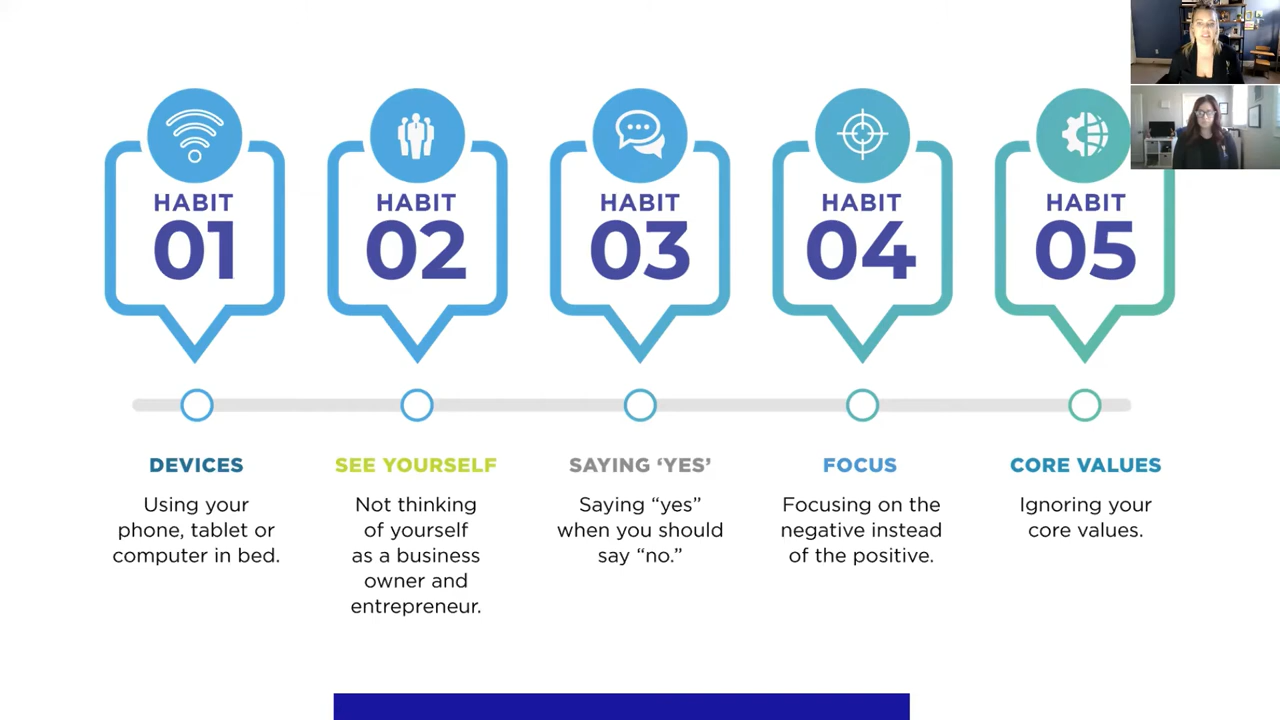 HABIT
01
HABIT
02
HABIT
03
HABIT
04
HABIT
05
DEVICES
Using your
phone, tablet or
computer in bed.
SEE YOURSELF
Not thinking
of yourself
as a business
owner and
entrepreneur.
SAYING ‘YES’
Saying “yes”
when you should
say “no.”
FOCUS
Focusing on the
negative instead
of the positive.
CORE VALUES
Ignoring your
core values.